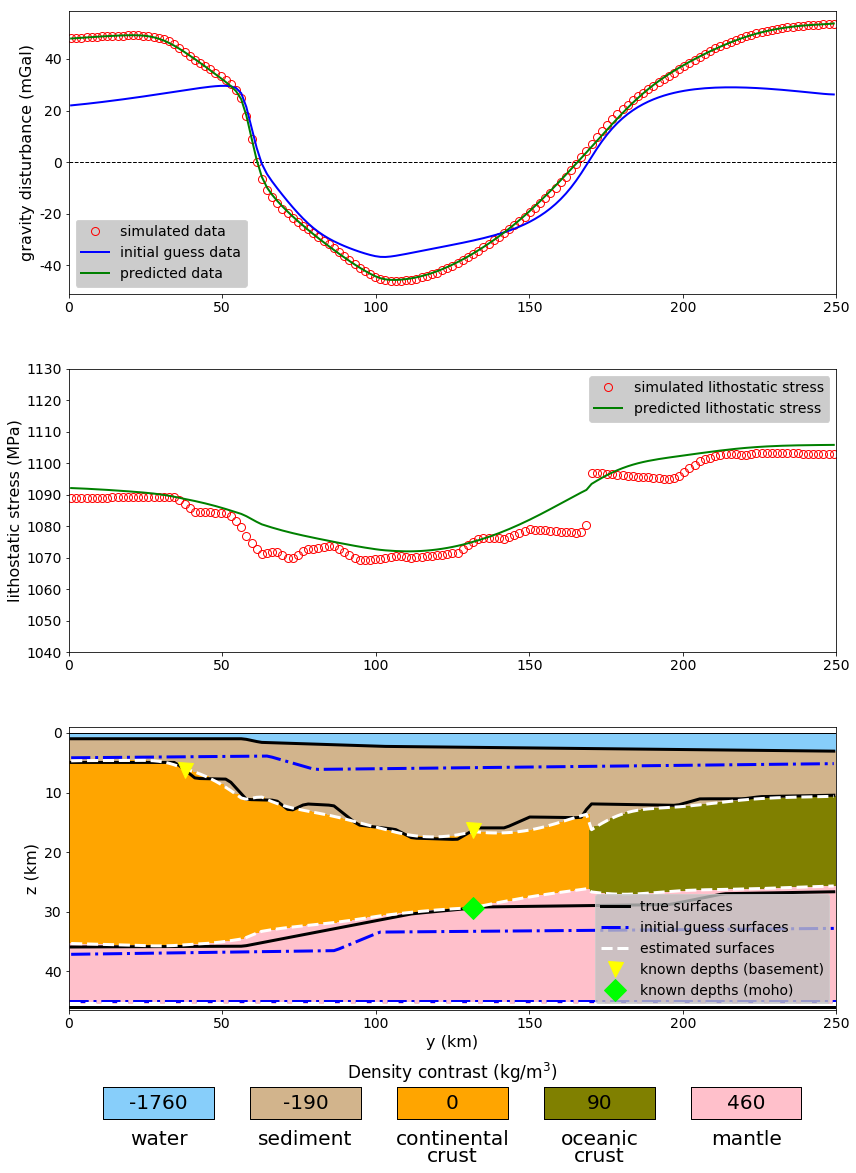 gravity disturbance (mGal)
40
20
0
-20
-40
simulated data
initial guess data
predicted data
0 50 100 150 200 250
lithostatic stress (MPa)
1130
1120
1110
1100
1090
1080
1070
1060
1050
1040
simulated lithostatic stress
predicted lithostatic stress
0 50 100 150 200 250
z (km)
0
10
20
30
40
true surfaces
initial guess surfaces
estimated surfaces
known depths (basement)
known depths (moho)
0 50 100 150 200 250
y (km)
Density contrast (kg/m³)
-1760 -190 0 90 460
water sediment continental oceanic mantle
crust crust